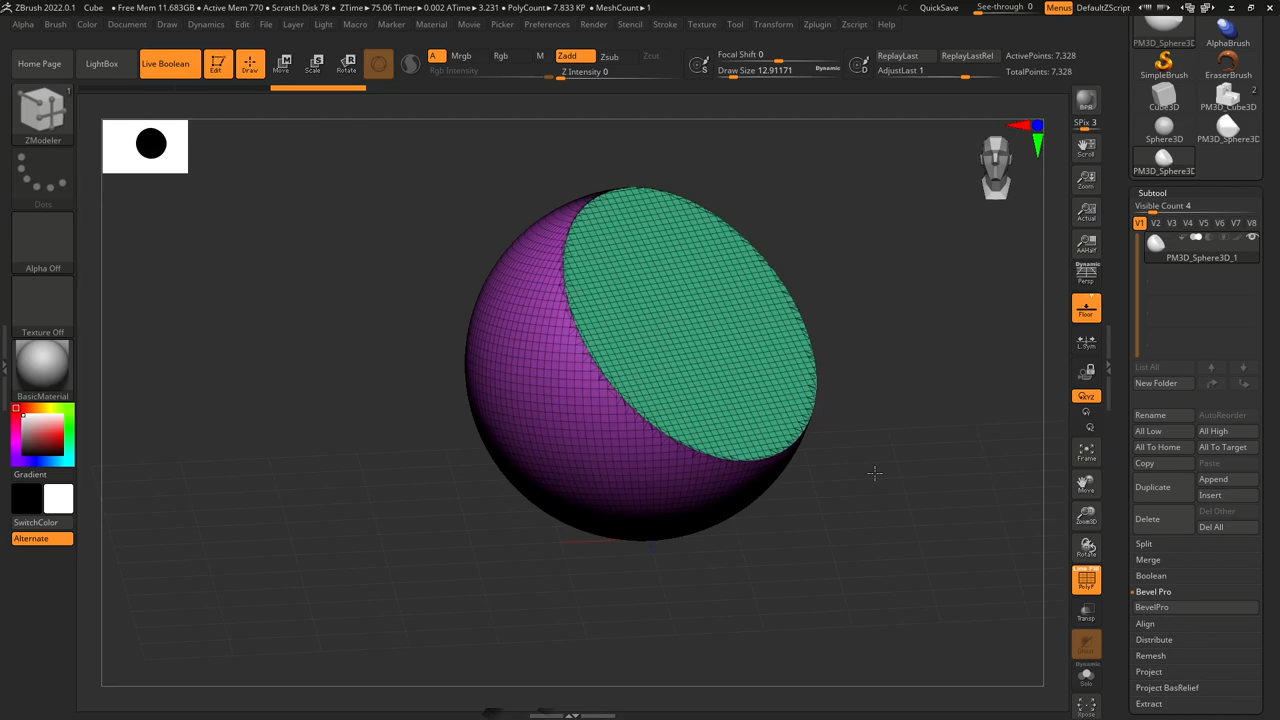 ZBrush 2022.0.1 Cube • Free Mem 11.683GB • Active Mem 770 • Scratch Disk 78 • ZTime▶75.06 Timer▶0.002 ATime▶3.231 • PolyCount▶7.833 KP • MeshCount▶1
AC QuickSave See-through 0 Menus DefaultZScript
Alpha Brush Color Document Draw Dynamics Edit File Layer Light Macro Marker Material Movie Picker Preferences Render Stencil Stroke Texture Tool Transform Zplugin Zscript Help
Home Page LightBox Live Boolean Edit Draw Move Scale Rotate
A Mrgb Rgb M Zadd Zsub Zcut
Rgb Intensity Z Intensity 0
Focal Shift 0
Draw Size 12.91171 Dynamic
S
D
ReplayLast ReplayLastRel
AdjustLast 1
ActivePoints: 7,328
TotalPoints: 7,328
1
ZModeler
Dots
Alpha Off
Texture Off
BasicMaterial
Gradient
SwitchColor
Alternate
BPR
SPix 3
Scroll
Zoom
Actual
AAHalf
Dynamic
Persp
Floor
L.Sym
XYZ
Frame
Move
Zoom3D
Rotate
Line Fill
PolyF
Transp
Dynamic
Solo
Xpose
PM3D_Sphere3D
AlphaBrush
SimpleBrush
EraserBrush
2
Cube3D
PM3D_Cube3D
Sphere3D
PM3D_Sphere3D
PM3D_Sphere3D
Subtool
Visible Count 4
V1 V2 V3 V4 V5 V6 V7 V8
PM3D_Sphere3D_1
List All
New Folder
Rename AutoReorder
All Low All High
All To Home All To Target
Copy Paste
Duplicate Append
Insert
Delete Del Other
Del All
Split
Merge
Boolean
Bevel Pro
BevelPro
Align
Distribute
Remesh
Project
Project BasRelief
Extract